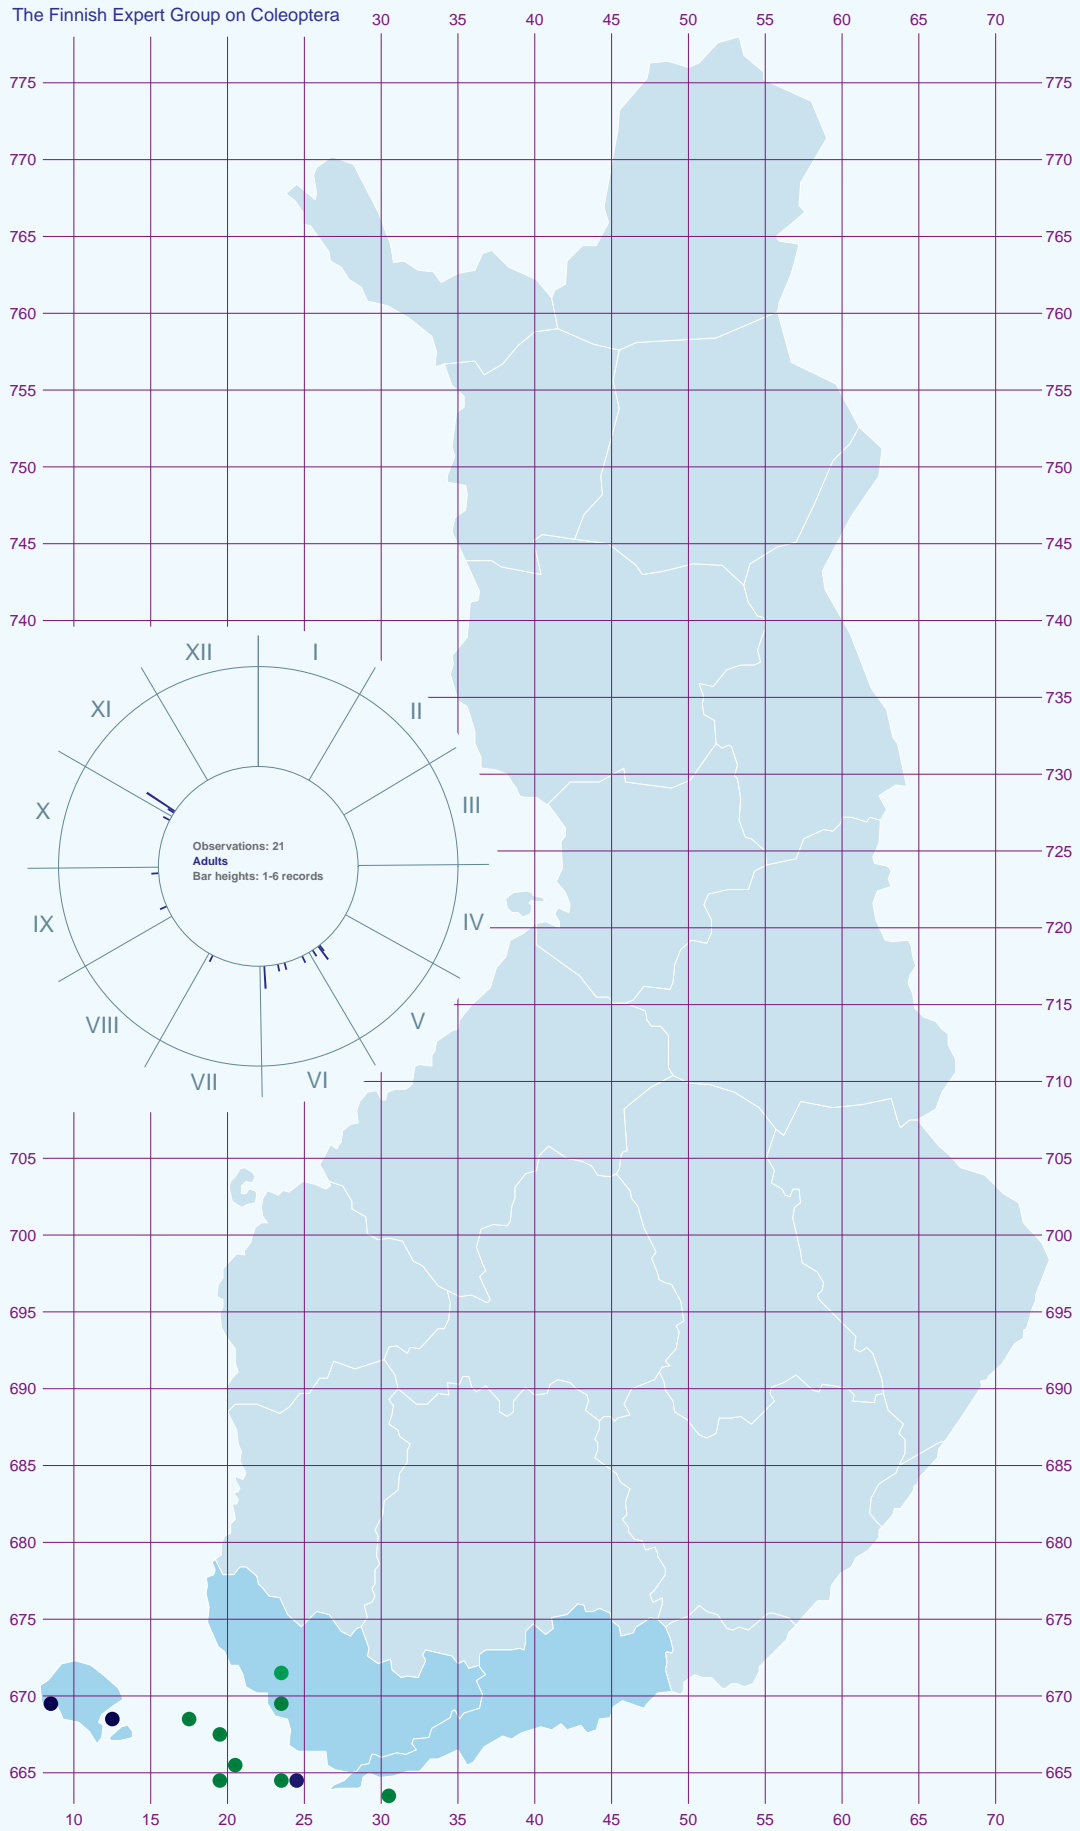 The Finnish Expert Group on Coleoptera
30 35 40 45 50 55 60 65 70
775 775
770 770
765 765
760 760
755 755
750 750
745 745
740 740
XII I
XI II
735
730
X III
Observations: 21
Adults
Bar heights: 1-6 records
725
IX IV
720
VIII V
715
VII VI
710
705 705
700 700
695 695
690 690
685 685
680 680
675 675
670 670
665 665
10 15 20 25 30 35 40 45 50 55 60 65 70